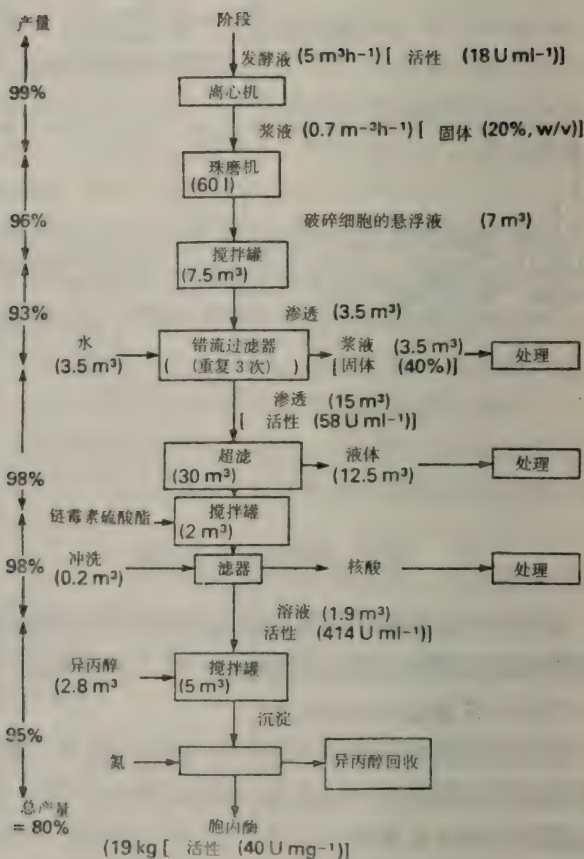 产量
阶段
发酵液 (5 m³h−1) [ 活性 (18 U ml−1)]
99%
离心机
浆液 (0.7 m−³h−1) [ 固体 (20%, w/v)]
珠磨机
(60 l)
96%
破碎细胞的悬浮液 (7 m³)
搅拌罐
(7.5 m³)
93%
渗透 (3.5 m³)
水
(3.5 m³)
错流过滤器
( (重复 3 次) )
浆液 (3.5 m³)
[ 固体 (40%)]
处理
渗透 (15 m³)
[ 活性 (58 U ml−1)]
98%
超滤
(30 m³)
液体
(12.5 m³)
处理
链霉素硫酸酯
搅拌罐
(2 m³)
98%
冲洗
(0.2 m³)
滤器
核酸
处理
溶液 (1.9 m³)
活性 (414 U ml−1)]
异丙醇
(2.8 m³
搅拌罐
(5 m³)
95%
沉淀
氮
异丙醇回收
总产量
= 80%
胞内酶
(19 kg [ 活性 (40 U mg−1)]